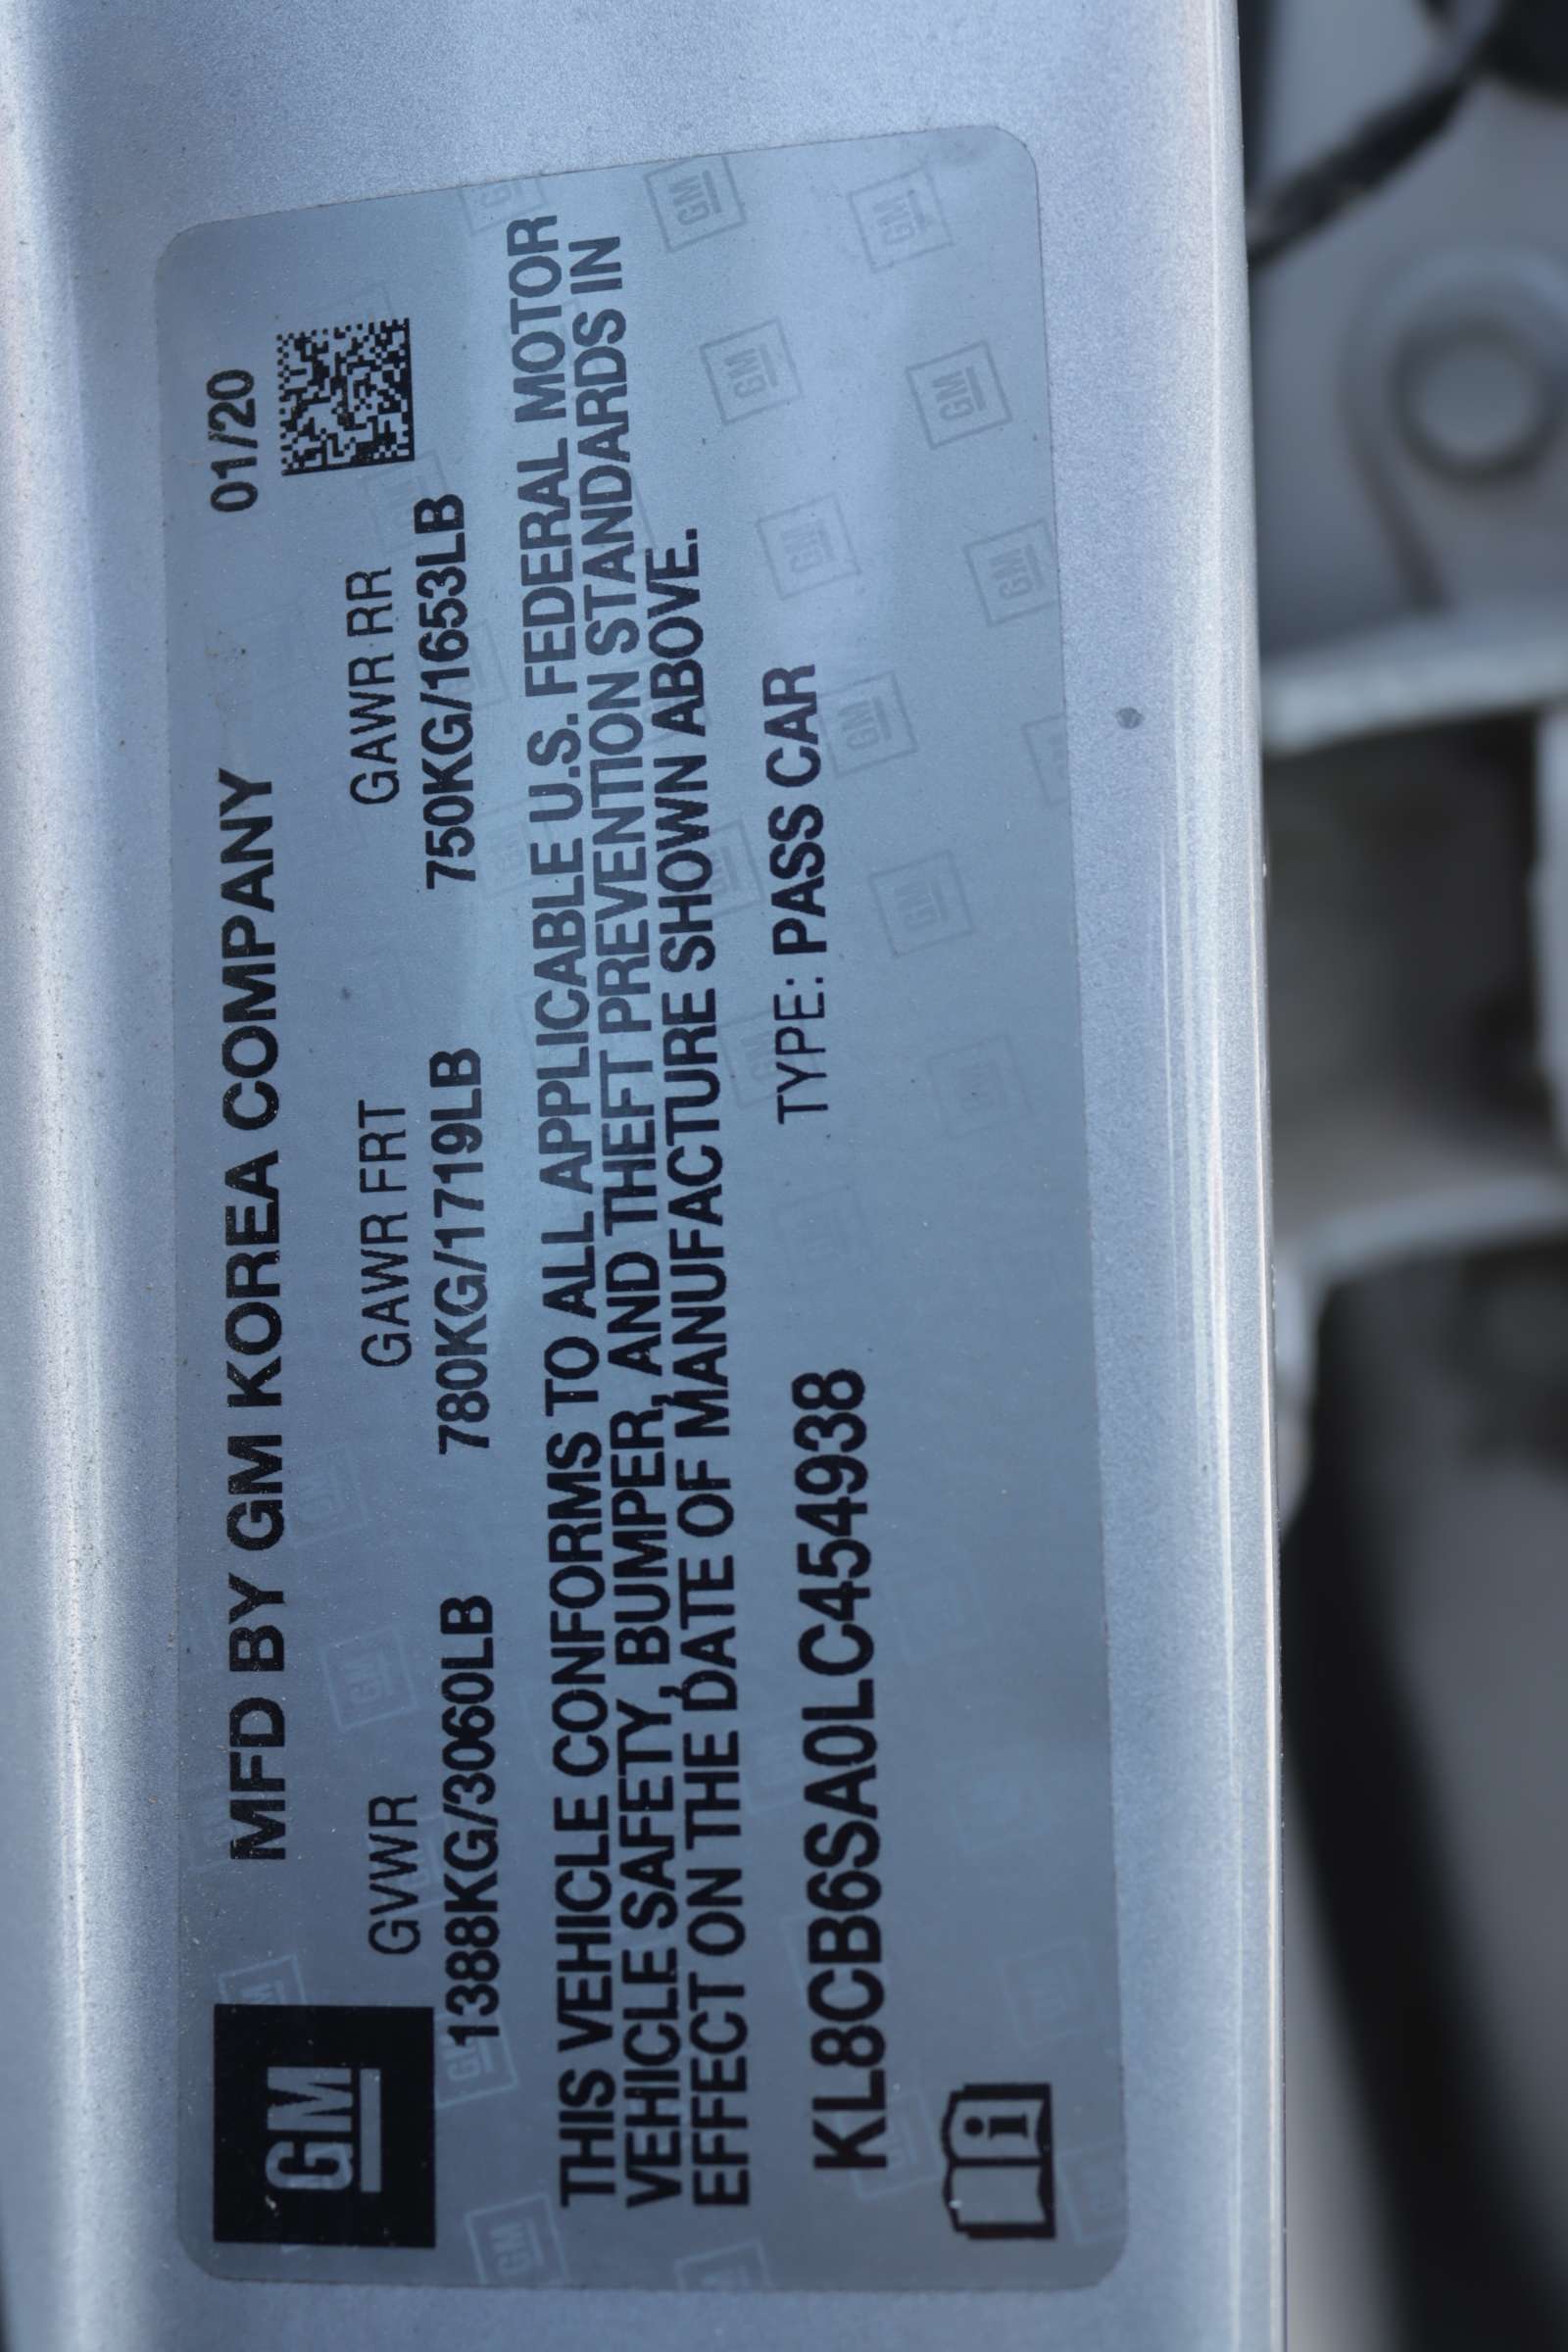 GM
MFD BY GM KOREA COMPANY 01/20
GVWR GAWR FRT GAWR RR
1388KG/3060LB 780KG/1719LB 750KG/1653LB
THIS VEHICLE CONFORMS TO ALL APPLICABLE U.S. FEDERAL MOTOR
VEHICLE SAFETY, BUMPER, AND THEFT PREVENTION STANDARDS IN
EFFECT ON THE DATE OF MANUFACTURE SHOWN ABOVE.
KL8CB6SA0LC454938 TYPE: PASS CAR
i